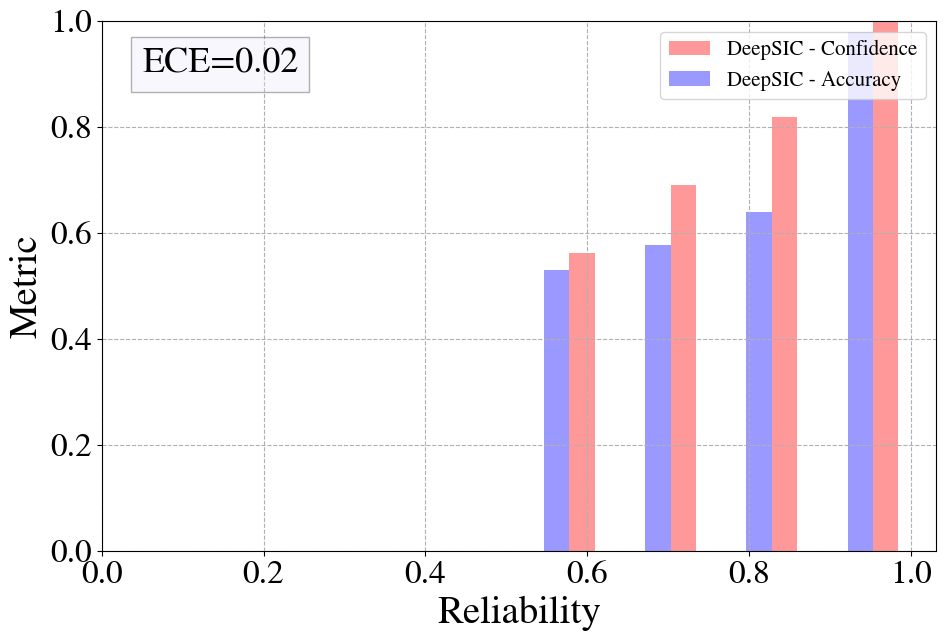 ECE=0.02
DeepSIC - Confidence
DeepSIC - Accuracy
Metric
1.0
0.8
0.6
0.4
0.2
0.0
0.0 0.2 0.4 0.6 0.8 1.0
Reliability